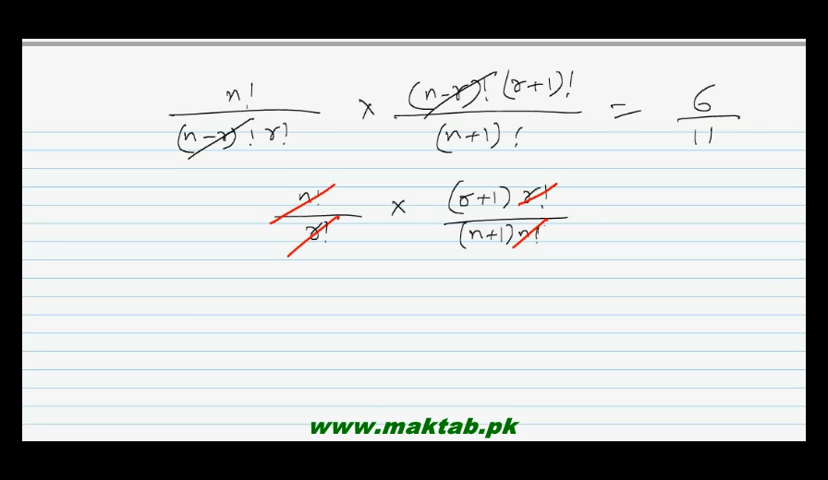 n! / (n-r)! r! × (n-r)! (r+1)! / (n+1)! = 6 / 11
n! / r! × (r+1) r! / (n+1) n!
www.maktab.pk